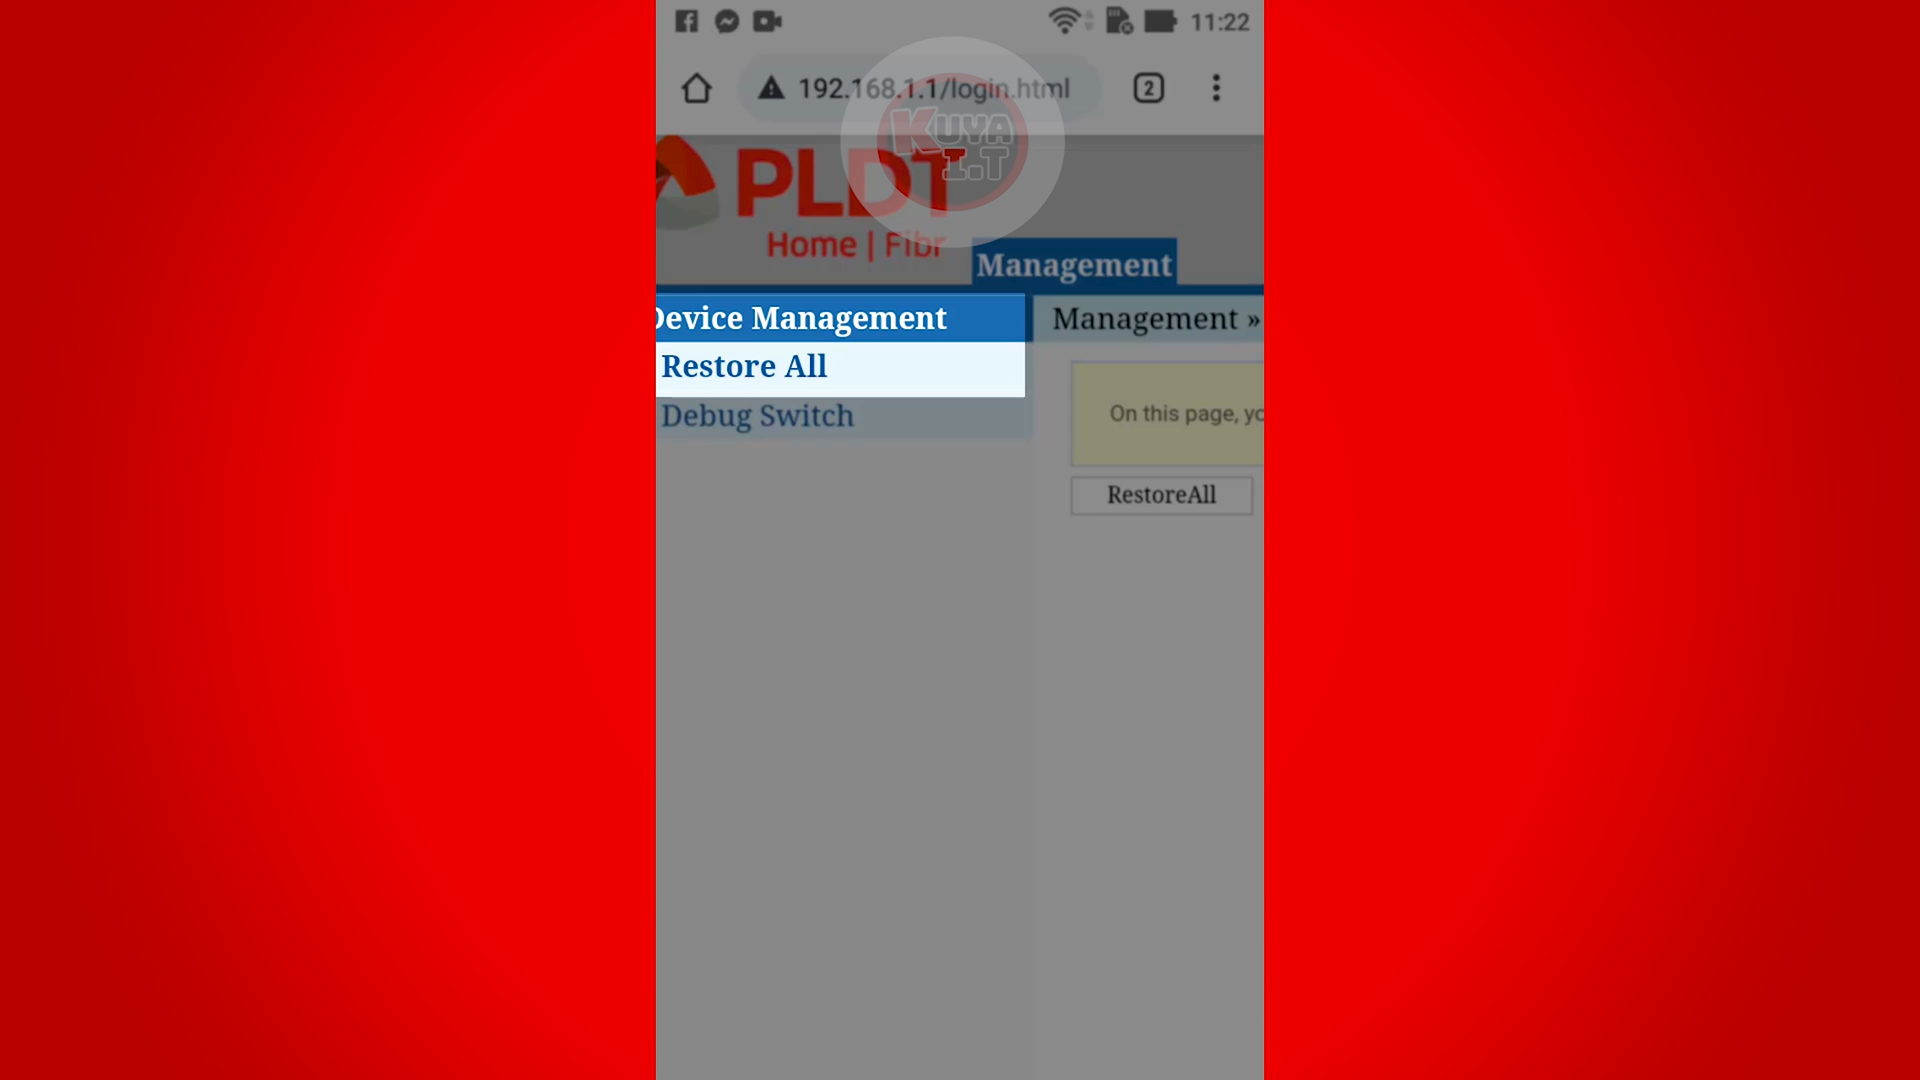 11:22
192.168.1.1/login.html
2
KUYA
I.T
PLDT
Home | Fibr
Management
Device Management
Management »
Restore All
Debug Switch
On this page, yo
RestoreAll